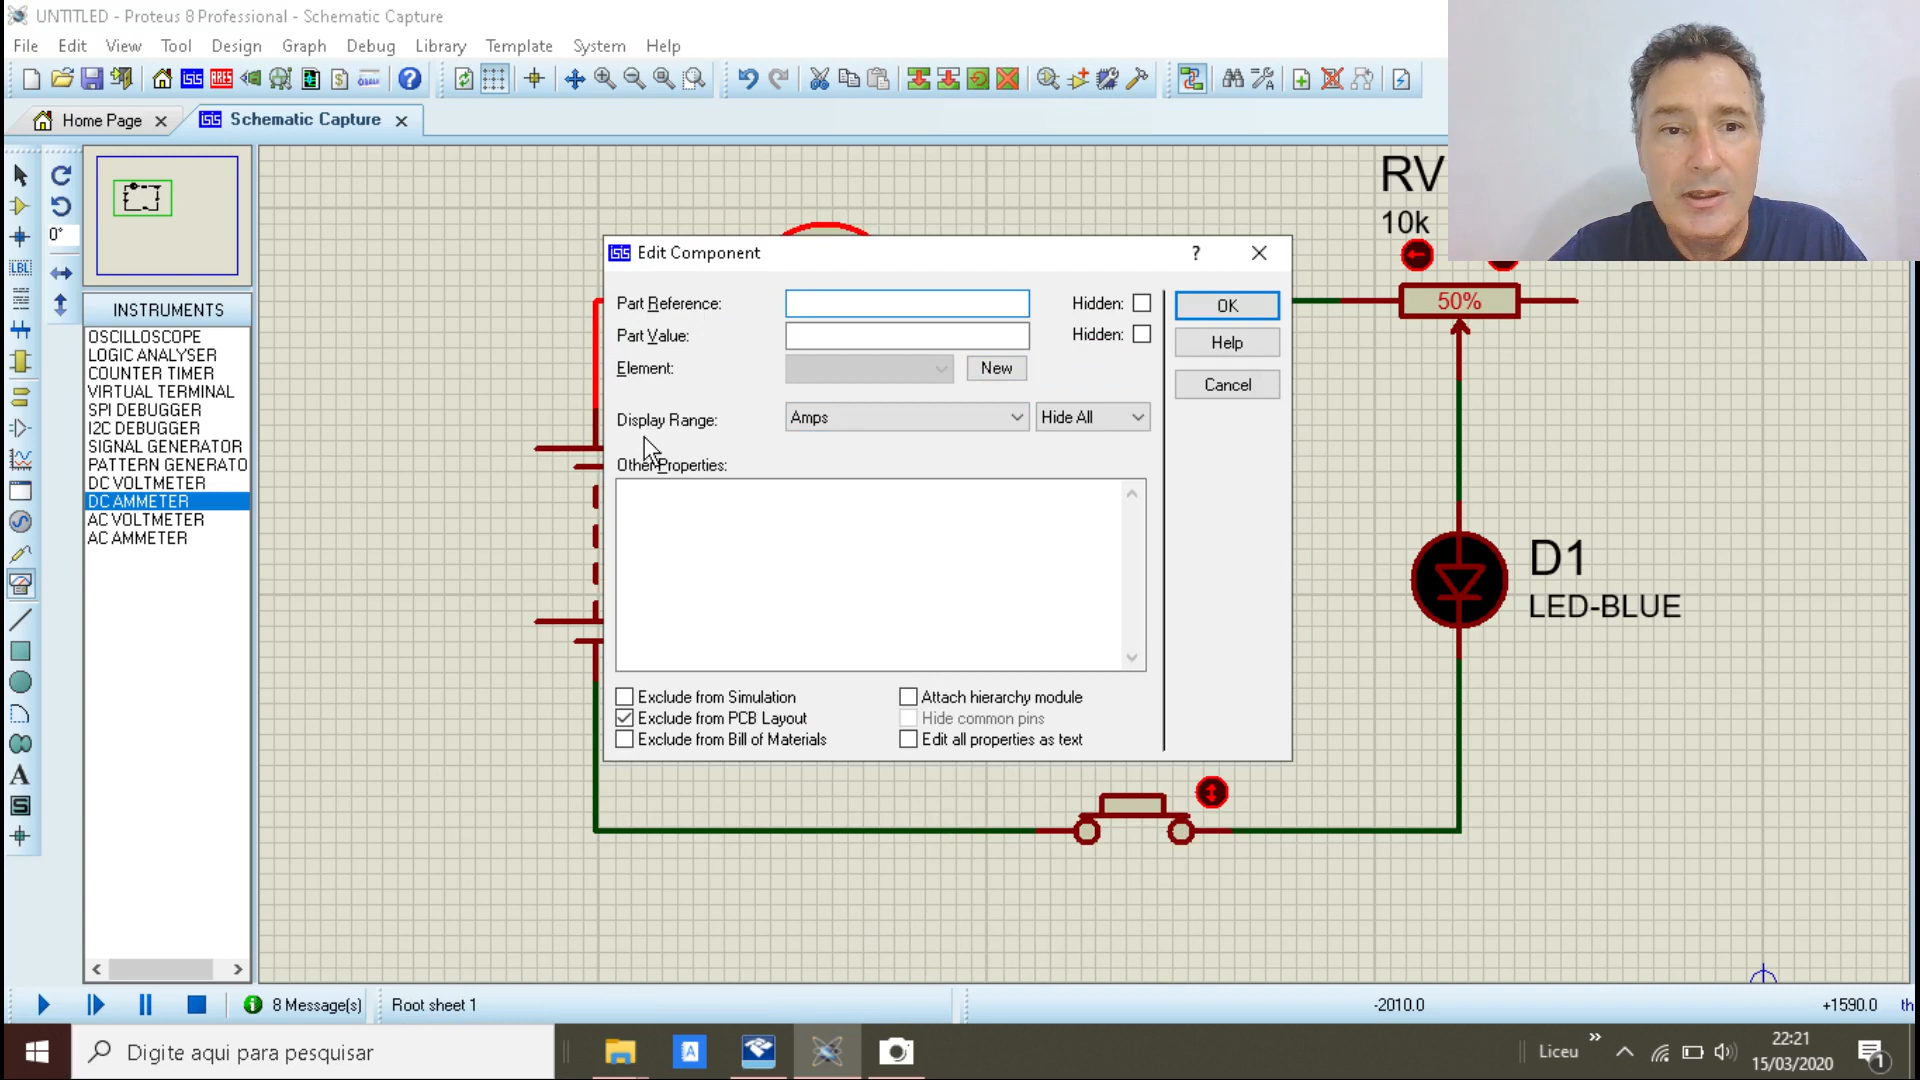 UNTITLED - Proteus 8 Professional - Schematic Capture
File Edit View Tool Design Graph Debug Library Template System Help
Home Page
Schematic Capture
0°
LBL
INSTRUMENTS
OSCILLOSCOPE
LOGIC ANALYSER
COUNTER TIMER
VIRTUAL TERMINAL
SPI DEBUGGER
I2C DEBUGGER
SIGNAL GENERATOR
PATTERN GENERATO
DC VOLTMETER
DC AMMETER
AC VOLTMETER
AC AMMETER
A
S
RV
10k
50%
D1
LED-BLUE
Edit Component
?
Part Reference:
Hidden:
OK
Part Value:
Hidden:
Help
Element:
New
Cancel
Display Range:
Amps
Hide All
Other Properties:
Exclude from Simulation
Attach hierarchy module
Exclude from PCB Layout
Hide common pins
Exclude from Bill of Materials
Edit all properties as text
8 Message(s)
Root sheet 1
-2010.0
+1590.0
th
Digite aqui para pesquisar
Liceu
22:21
15/03/2020
1